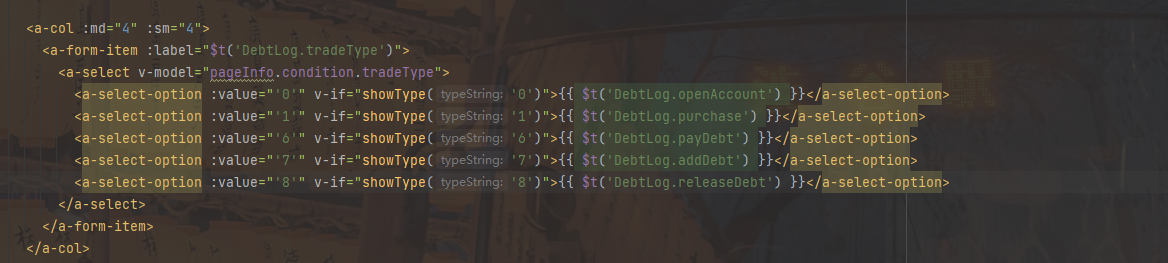 <a-col :md="4" :sm="4">
<a-form-item :label="$t('DebtLog.tradeType')">
<a-select v-model="pageInfo.condition.tradeType">
<a-select-option :value="'0'" v-if="showType( typeString: '0')">{{ $t('DebtLog.openAccount') }}</a-select-option>
<a-select-option :value="'1'" v-if="showType( typeString: '1')">{{ $t('DebtLog.purchase') }}</a-select-option>
<a-select-option :value="'6'" v-if="showType( typeString: '6')">{{ $t('DebtLog.payDebt') }}</a-select-option>
<a-select-option :value="'7'" v-if="showType( typeString: '7')">{{ $t('DebtLog.addDebt') }}</a-select-option>
<a-select-option :value="'8'" v-if="showType( typeString: '8')">{{ $t('DebtLog.releaseDebt') }}</a-select-option>
</a-select>
</a-form-item>
</a-col>